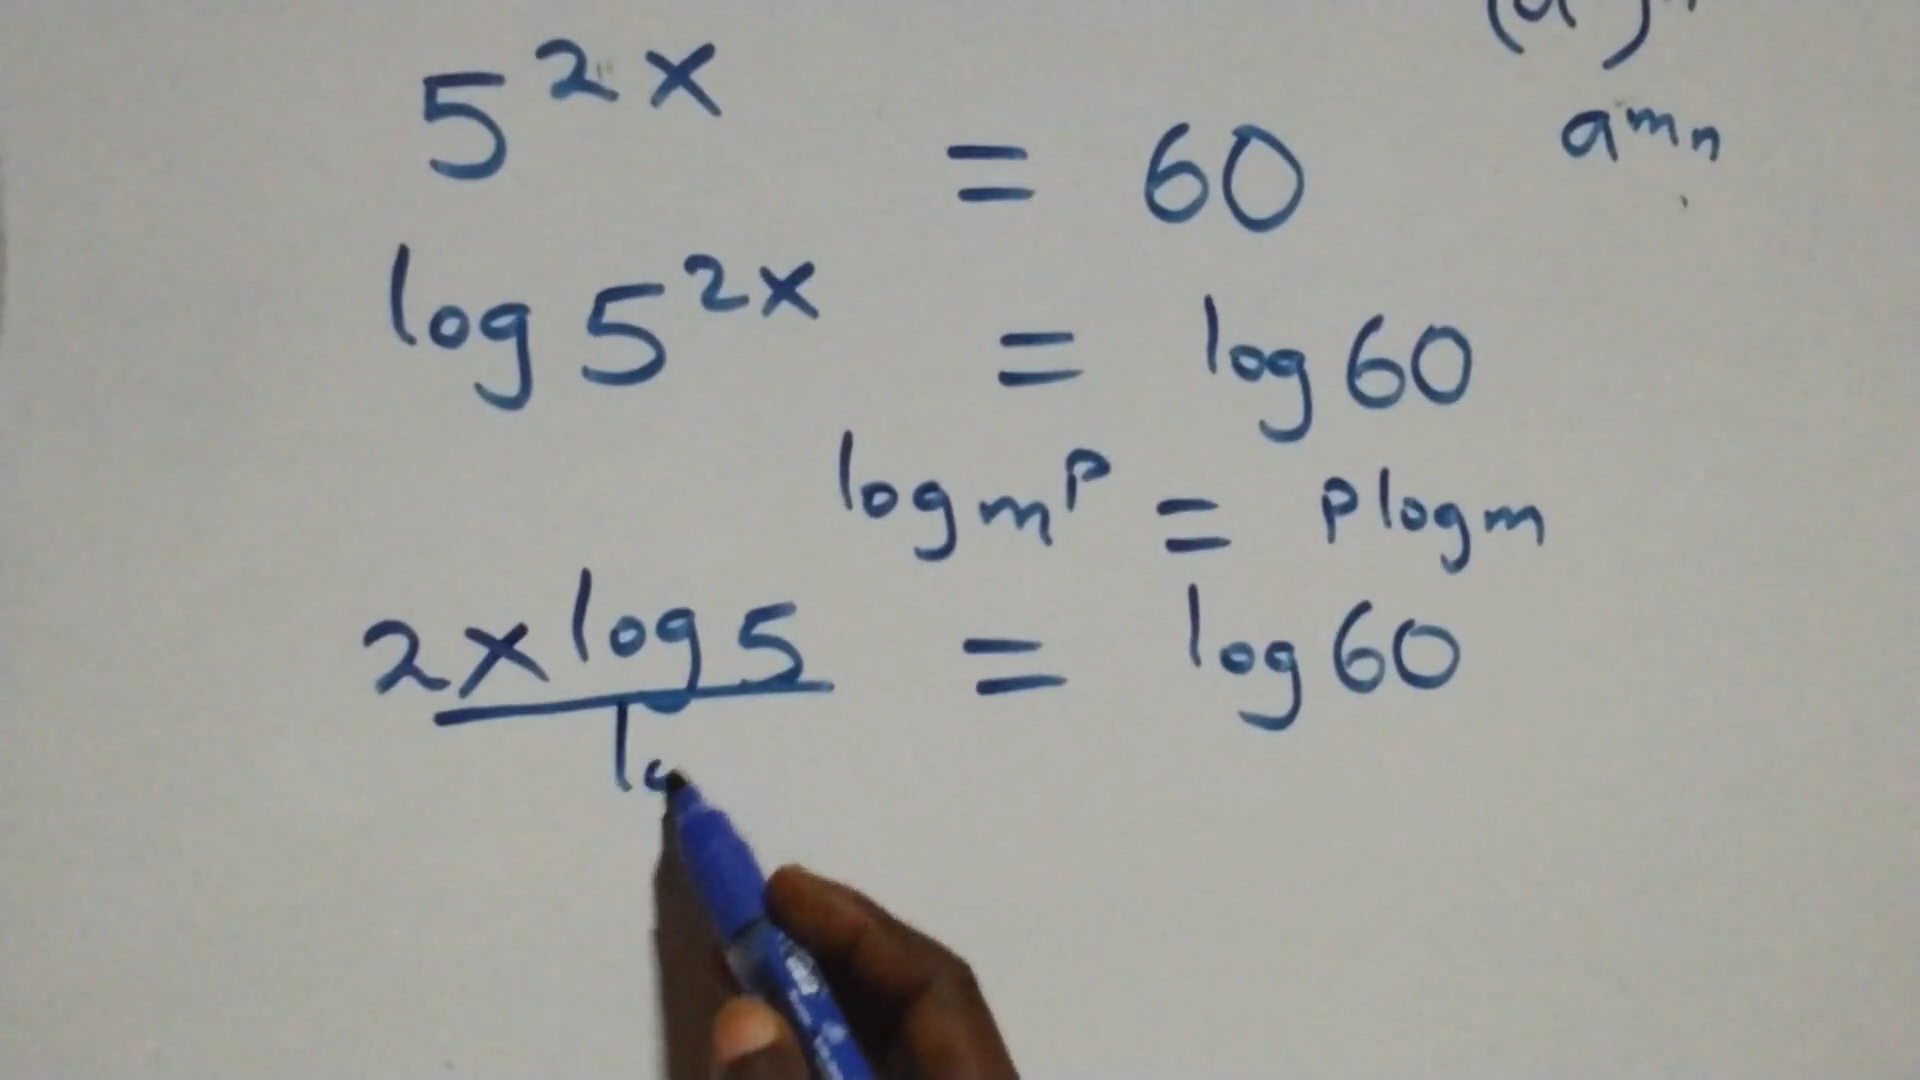 5^{2x} = 60
a^{mn}
log 5^{2x} = log 60
log m^P = P log m
2x log 5 = log 60